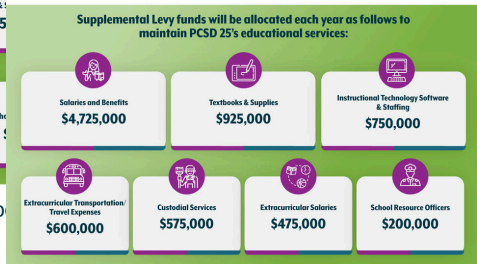 Supplemental Levy funds will be allocated each year as follows to
maintain PCSD 25's educational services:
Salaries and Benefits
$4,725,000
Textbooks & Supplies
$925,000
Instructional Technology Software
& Staffing
$750,000
Extracurricular Transportation/
Travel Expenses
$600,000
Custodial Services
$575,000
Extracurricular Salaries
$475,000
School Resource Officers
$200,000